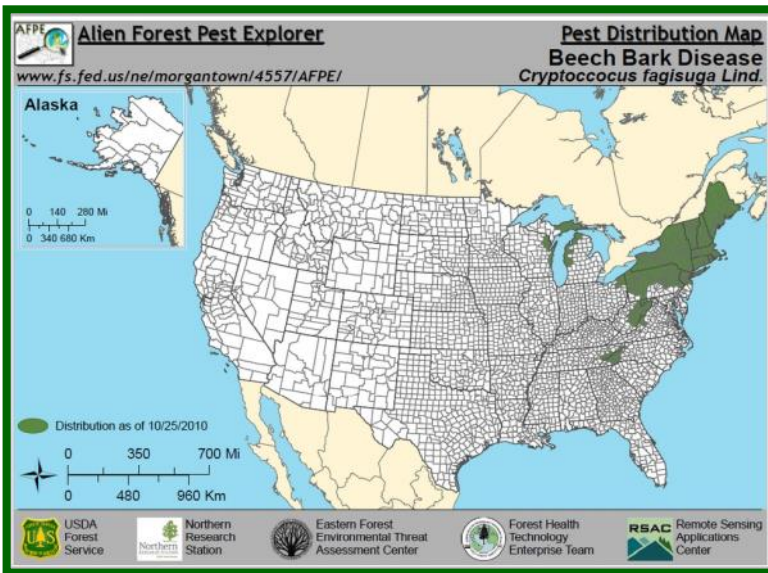 AFPE
Alien Forest Pest Explorer
www.fs.fed.us/ne/morgantown/4557/AFPE/
Pest Distribution Map
Beech Bark Disease
Cryptoccocus fagisuga Lind.
Alaska
0 140 280 Mi
0 340 680 Km
Distribution as of 10/25/2010
0 350 700 Mi
0 480 960 Km
USDA
Forest
Service
Northern
Research
Station
Eastern Forest
Environmental Threat
Assessment Center
Forest Health
Technology
Enterprise Team
RSAC
Remote Sensing
Applications
Center